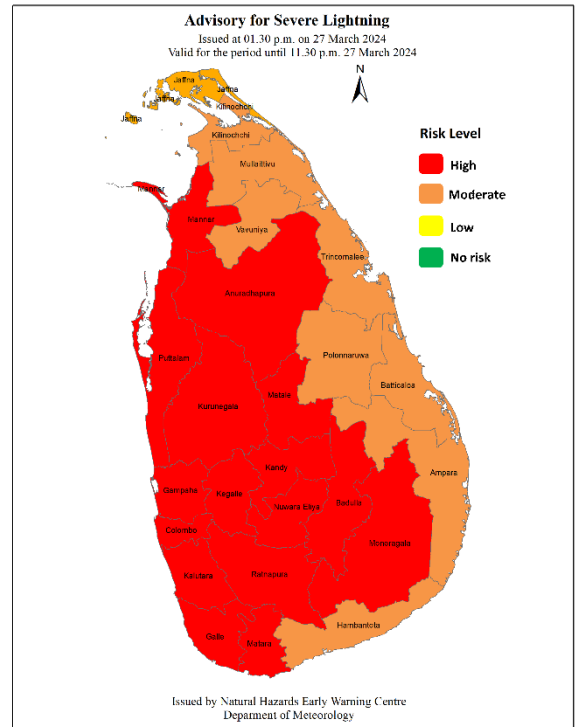 Advisory for Severe Lightning
Issued at 01.30 p.m. on 27 March 2024
Valid for the period until 11.30 p.m. 27 March 2024
N
Jaffna
Jaffna
Jaffna
Kilinochchi
Jaffna
Kilinochchi
Risk Level
Mullaittivu
High
Mannar
Moderate
Mannar
Vavuniya
Low
Trincomalee
No risk
Anuradhapura
Polonnaruwa
Puttalam
Batticaloa
Matale
Kurunegala
Kandy
Ampara
Gampaha
Kegalle
Nuwara Eliya
Badulla
Colombo
Moneragala
Kalutara
Ratnapura
Hambantota
Galle
Matara
Issued by Natural Hazards Early Warning Centre
Deparment of Meteorology